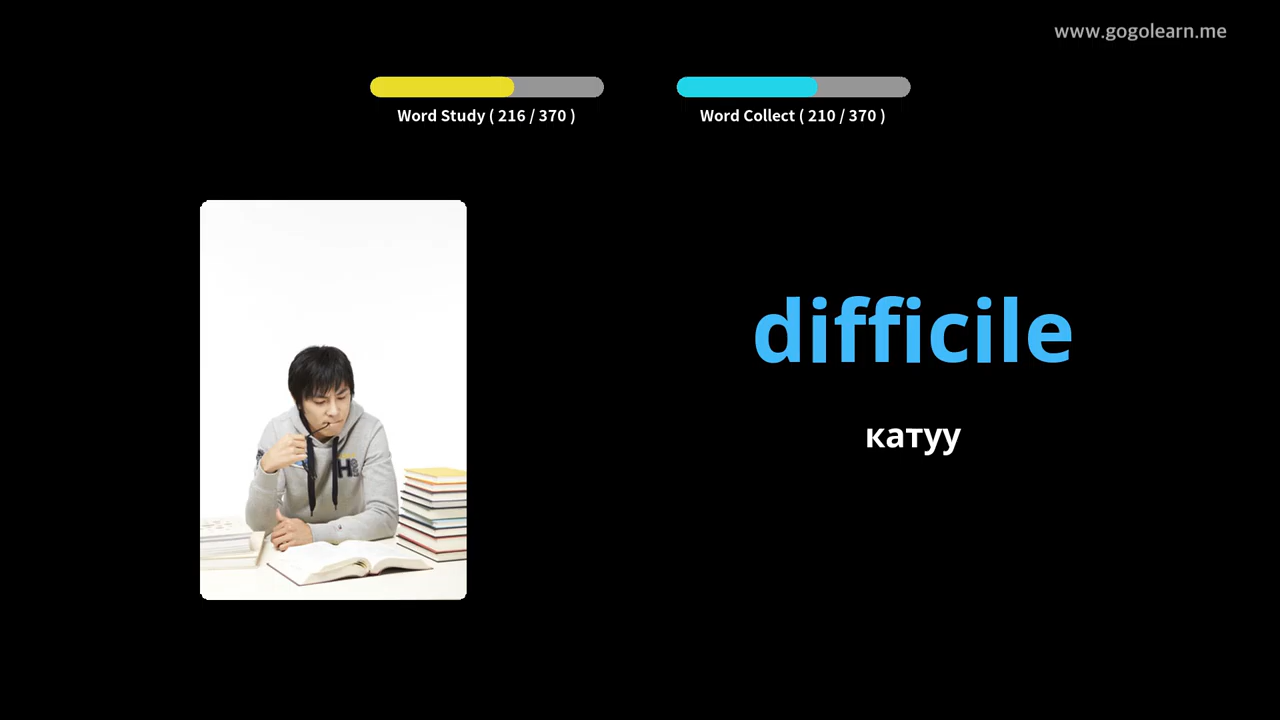 www.gogolearn.me
Word Study ( 216 / 370 )
Word Collect ( 210 / 370 )
difficile
катуу